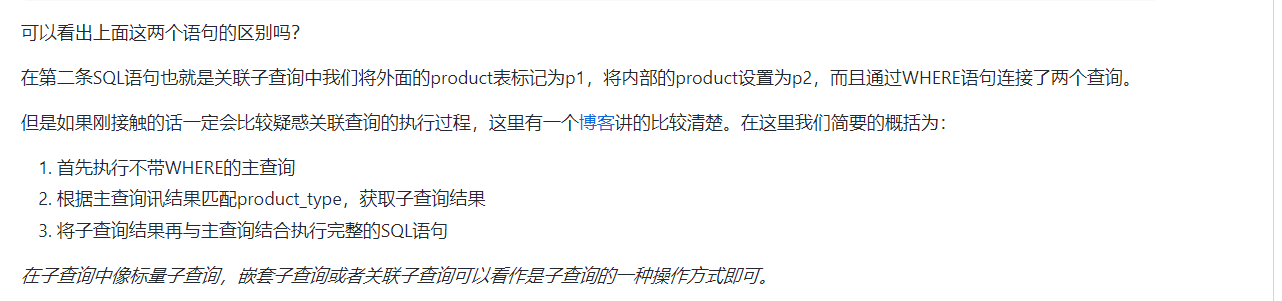 可以看出上面这两个语句的区别吗？
在第二条SQL语句也就是关联子查询中我们将外面的product表标记为p1，将内部的product设置为p2，而且通过WHERE语句连接了两个查询。
但是如果刚接触的话一定会比较疑惑关联查询的执行过程，这里有一个博客讲的比较清楚。在这里我们简要的概括为：
1. 首先执行不带WHERE的主查询
2. 根据主查询讯结果匹配product_type，获取子查询结果
3. 将子查询结果再与主查询结合执行完整的SQL语句
在子查询中像标量子查询，嵌套子查询或者关联子查询可以看作是子查询的一种操作方式即可。